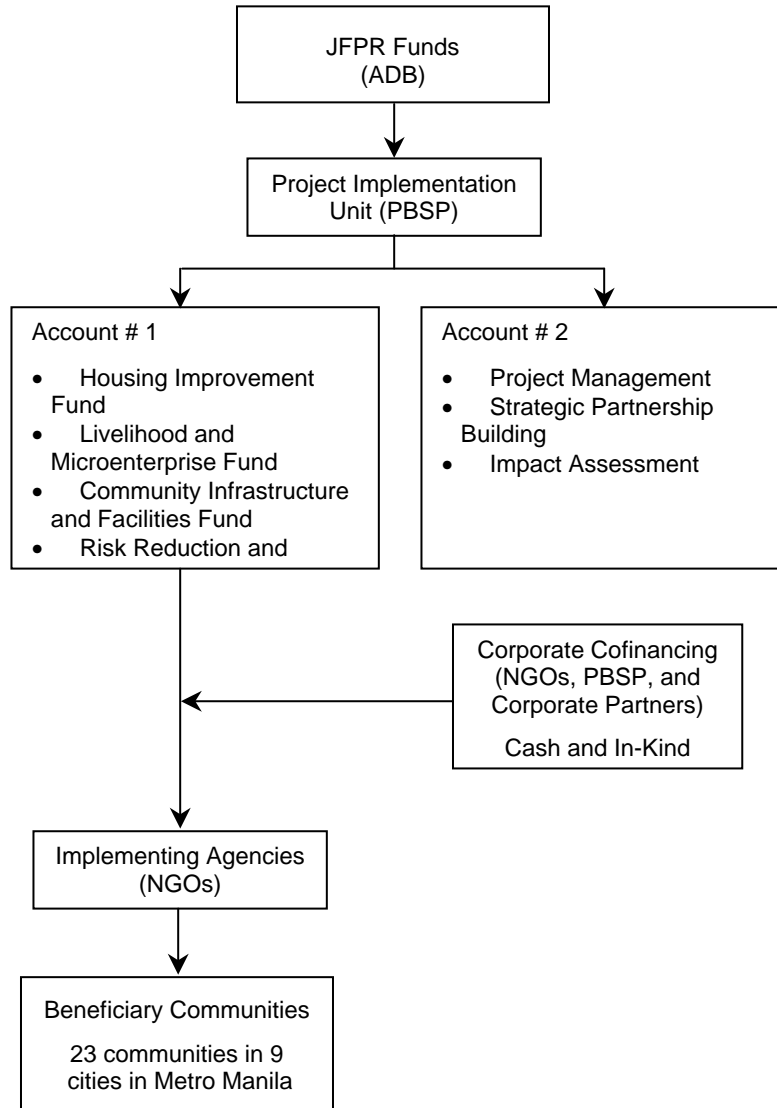 JFPR Funds
(ADB)
Project Implementation
Unit (PBSP)
Account # 1
• Housing Improvement
Fund
• Livelihood and
Microenterprise Fund
• Community Infrastructure
and Facilities Fund
• Risk Reduction and
Account # 2
• Project Management
• Strategic Partnership
Building
• Impact Assessment
Corporate Cofinancing
(NGOs, PBSP, and
Corporate Partners)
Cash and In-Kind
Implementing Agencies
(NGOs)
Beneficiary Communities
23 communities in 9
cities in Metro Manila